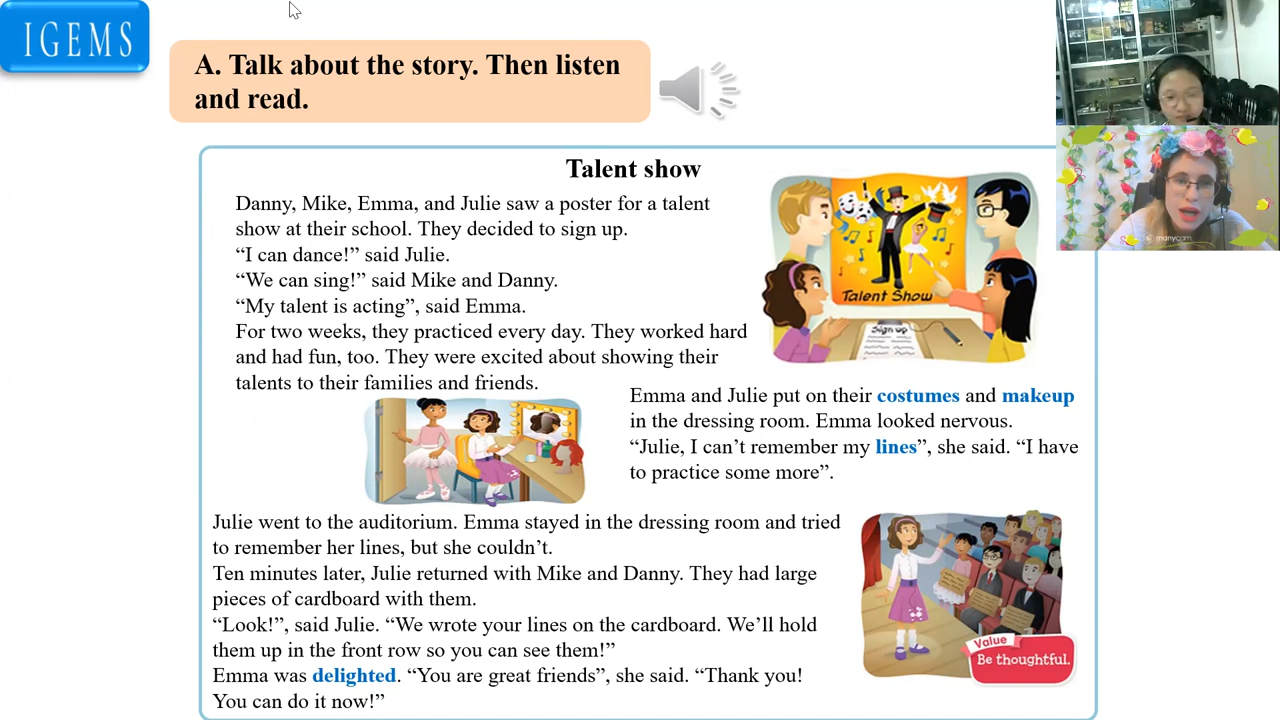 IGEMS
A. Talk about the story. Then listen
and read.
Talent show
Danny, Mike, Emma, and Julie saw a poster for a talent
show at their school. They decided to sign up.
“I can dance!” said Julie.
“We can sing!” said Mike and Danny.
“My talent is acting”, said Emma.
For two weeks, they practiced every day. They worked hard
and had fun, too. They were excited about showing their
talents to their families and friends.
Talent Show
Sign up
Emma and Julie put on their costumes and makeup
in the dressing room. Emma looked nervous.
“Julie, I can’t remember my lines”, she said. “I have
to practice some more”.
Julie went to the auditorium. Emma stayed in the dressing room and tried
to remember her lines, but she couldn’t.
Ten minutes later, Julie returned with Mike and Danny. They had large
pieces of cardboard with them.
“Look!”, said Julie. “We wrote your lines on the cardboard. We’ll hold
them up in the front row so you can see them!”
Emma was delighted. “You are great friends”, she said. “Thank you!
You can do it now!”
Value
Be thoughtful.
manycam